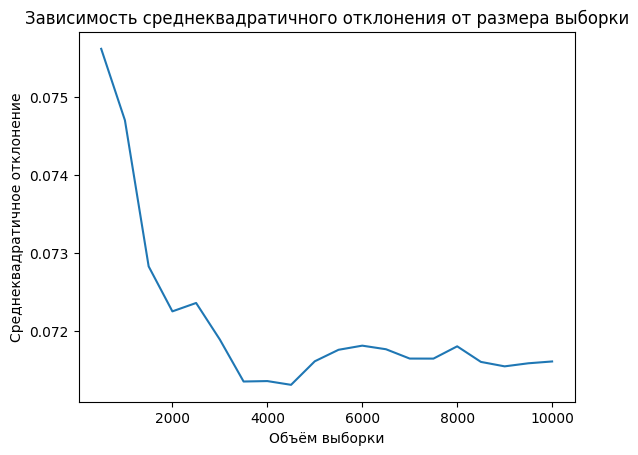 Зависимость среднеквадратичного отклонения от размера выборки
Среднеквадратичное отклонение
0.075
0.074
0.073
0.072
2000 4000 6000 8000 10000
Объём выборки